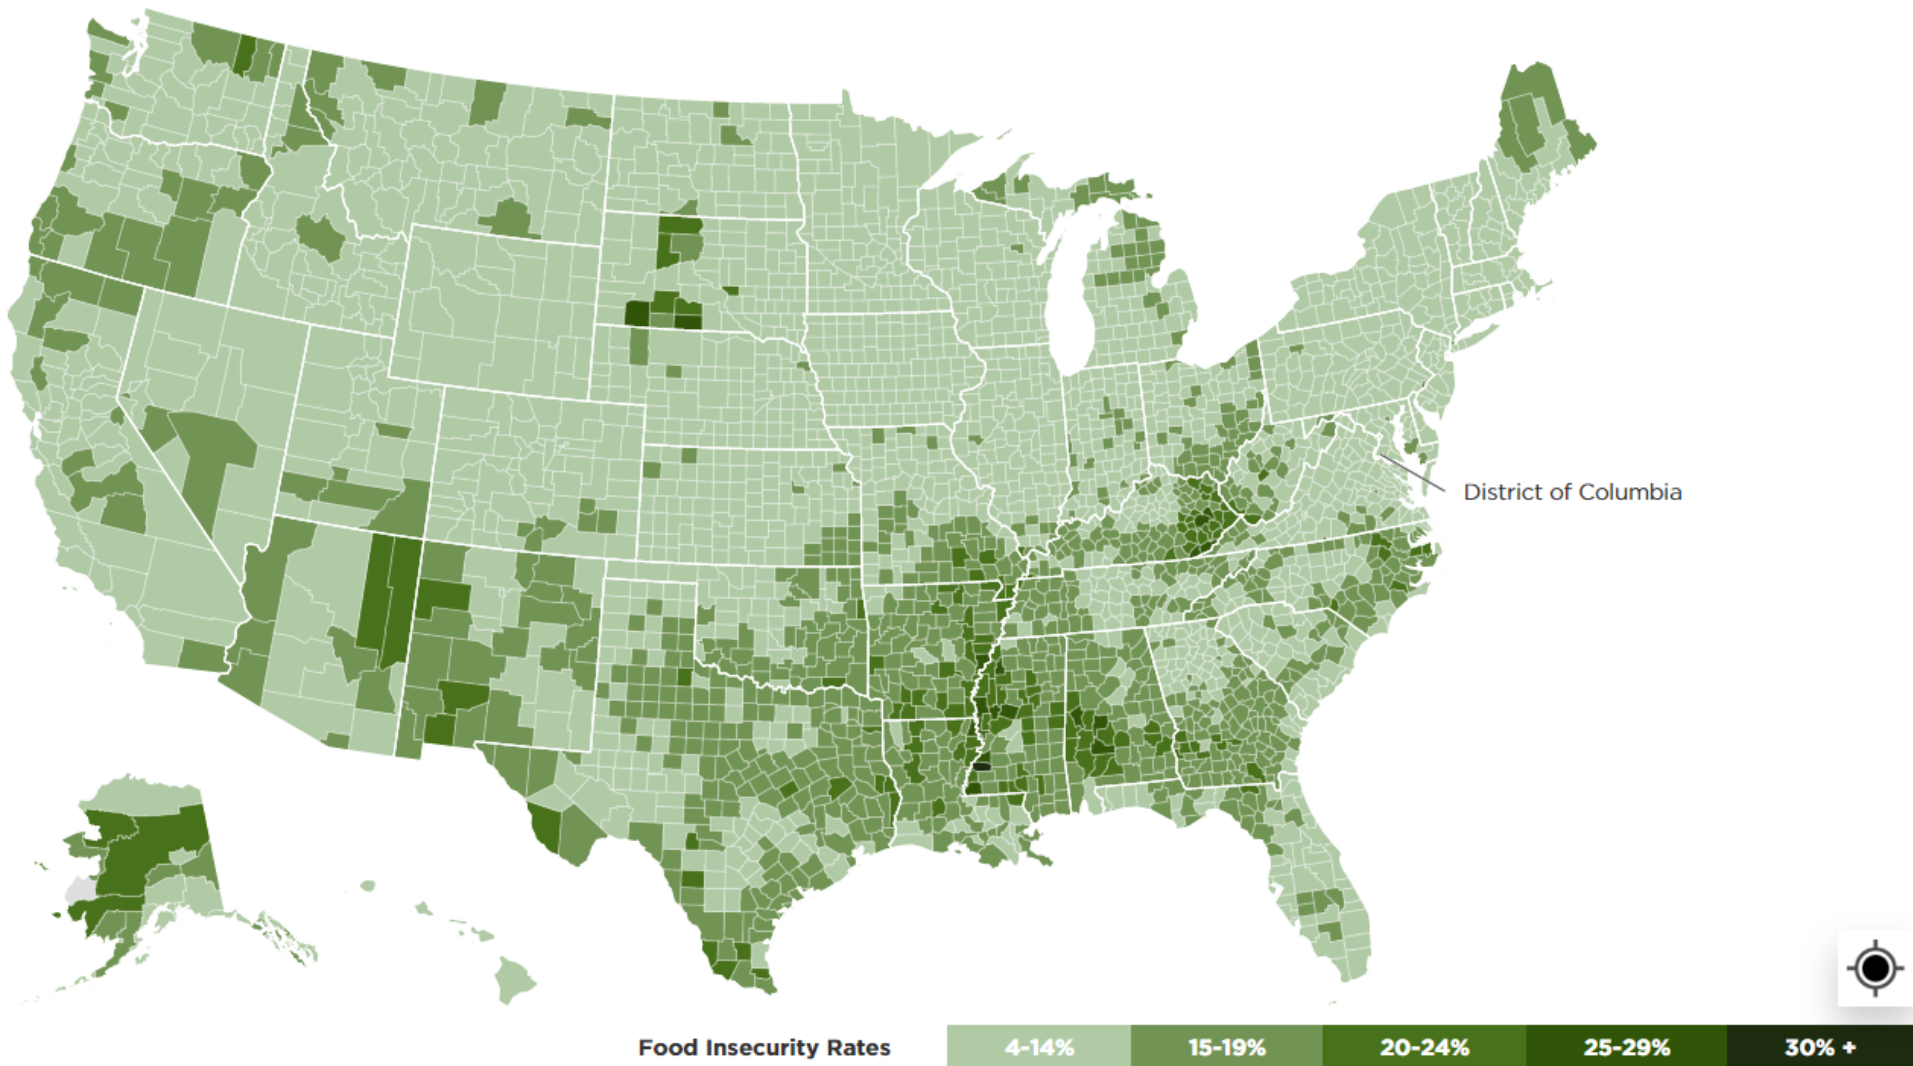 District of Columbia
Food Insecurity Rates
4-14%
15-19%
20-24%
25-29%
30% +